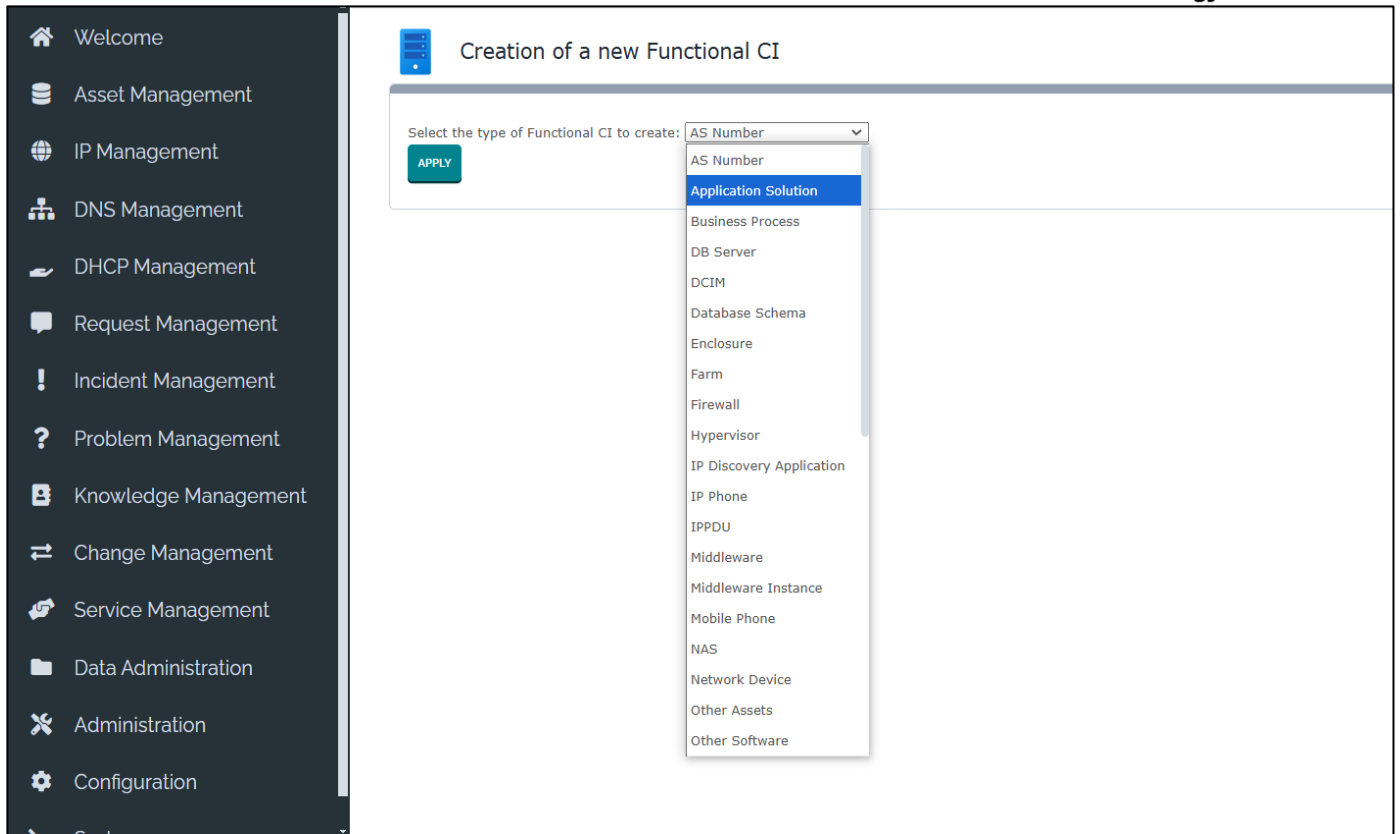 Welcome
Asset Management
IP Management
DNS Management
DHCP Management
Request Management
Incident Management
Problem Management
Knowledge Management
Change Management
Service Management
Data Administration
Administration
Configuration
Creation of a new Functional CI
Select the type of Functional CI to create: AS Number
APPLY
AS Number
Application Solution
Business Process
DB Server
DCIM
Database Schema
Enclosure
Farm
Firewall
Hypervisor
IP Discovery Application
IP Phone
IPPDU
Middleware
Middleware Instance
Mobile Phone
NAS
Network Device
Other Assets
Other Software